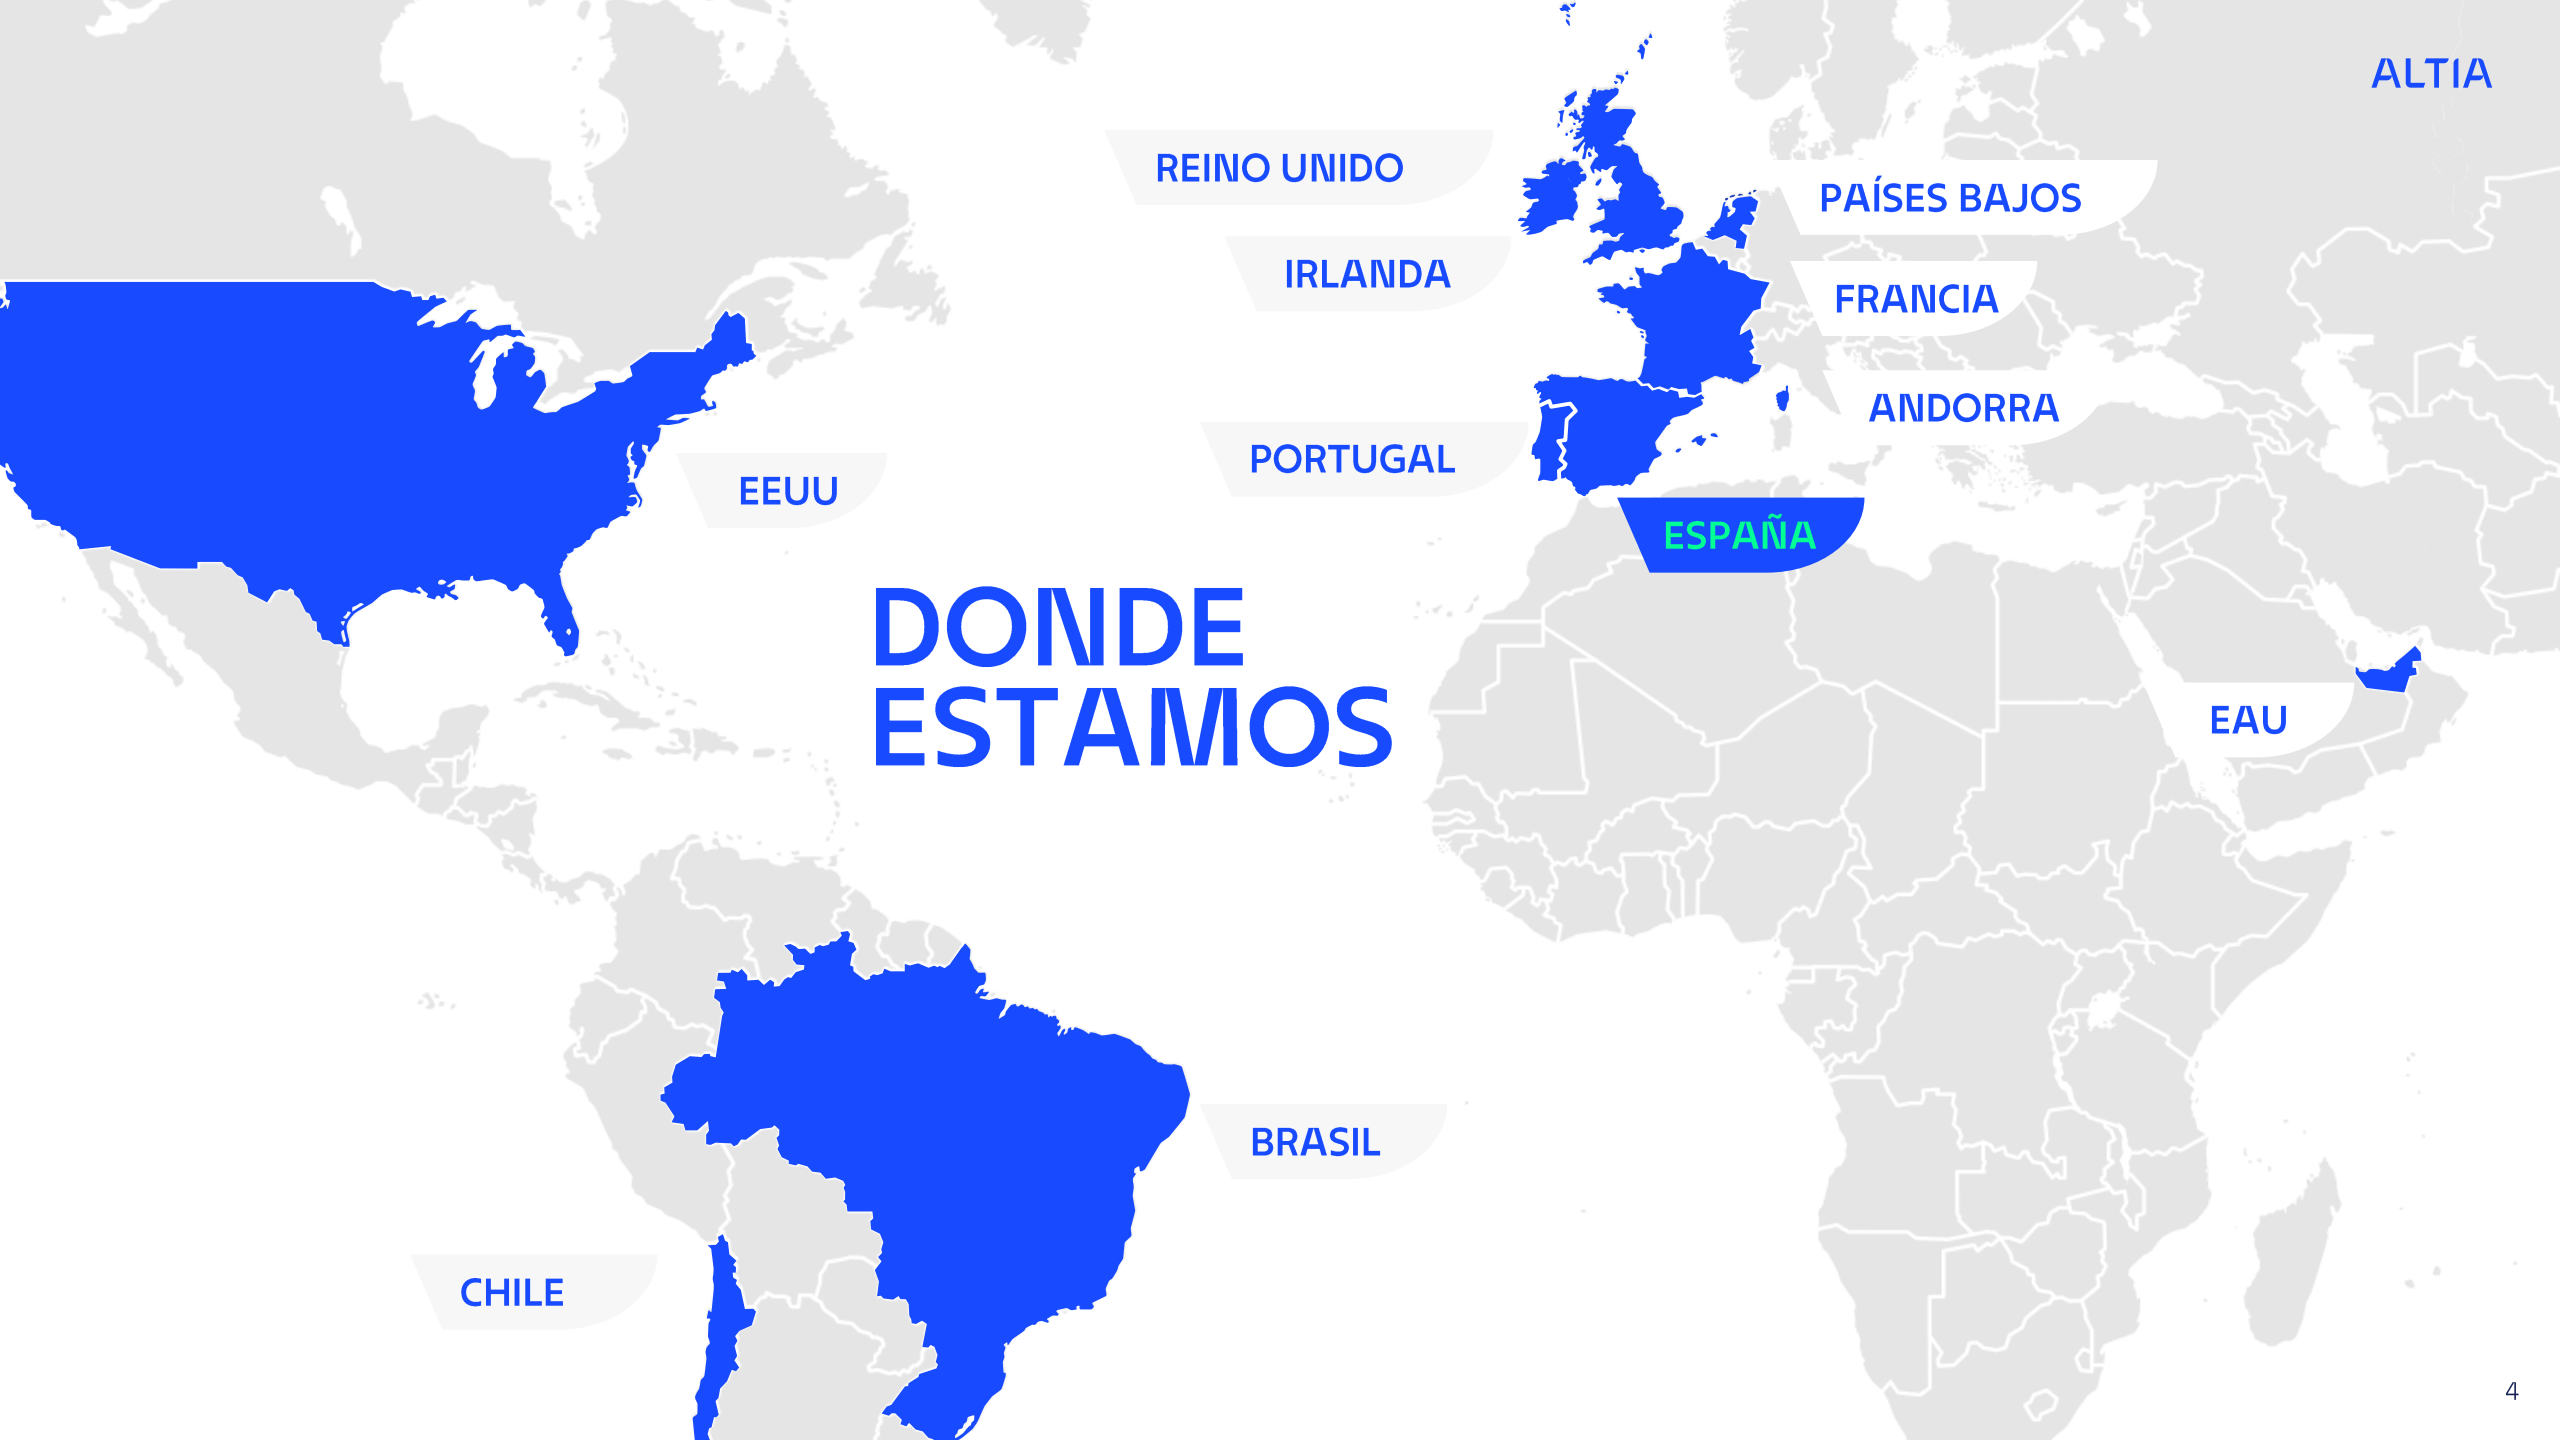 ALTIA
REINO UNIDO
PAÍSES BAJOS
IRLANDA
FRANCIA
ANDORRA
PORTUGAL
EEUU
ESPAÑA
DONDE
ESTAMOS
EAU
BRASIL
CHILE
4